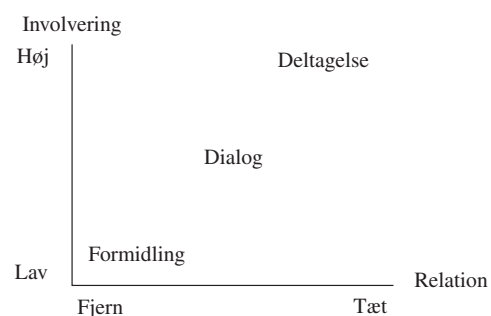 Involvering
Høj
Deltagelse
Dialog
Formidling
Lav
Relation
Fjern
Tæt